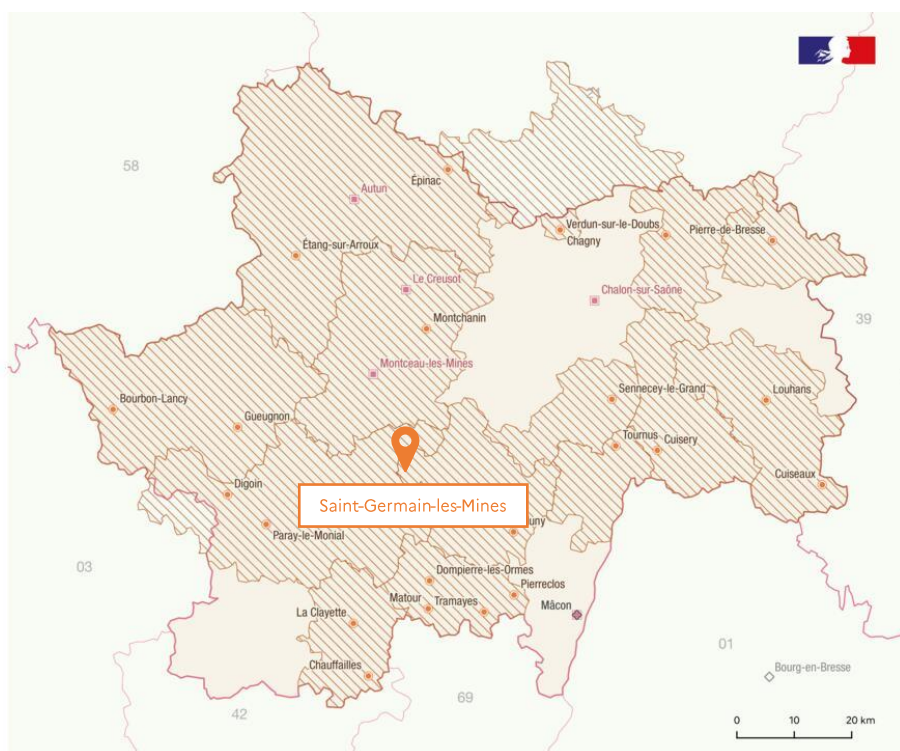 58
Autun
Épinac
Étang-sur-Arroux
Verdun-sur-le-Doubs
Chagny
Pierre-de-Bresse
Le Creusot
Chalon-sur-Saône
Montchanin
39
Montceau-les-Mines
Bourbon-Lancy
Gueugnon
Sennecey-le-Grand
Louhans
Tournus
Cuisery
Digoin
Saint-Germain-les-Mines
Cuiseaux
Paray-le-Monial
uny
03
Dompierre-les-Ormes
Matour
Tramayes
Pierreclos
La Clayette
Mâcon
01
Chauffailles
Bourg-en-Bresse
69
42
0 10 20 km